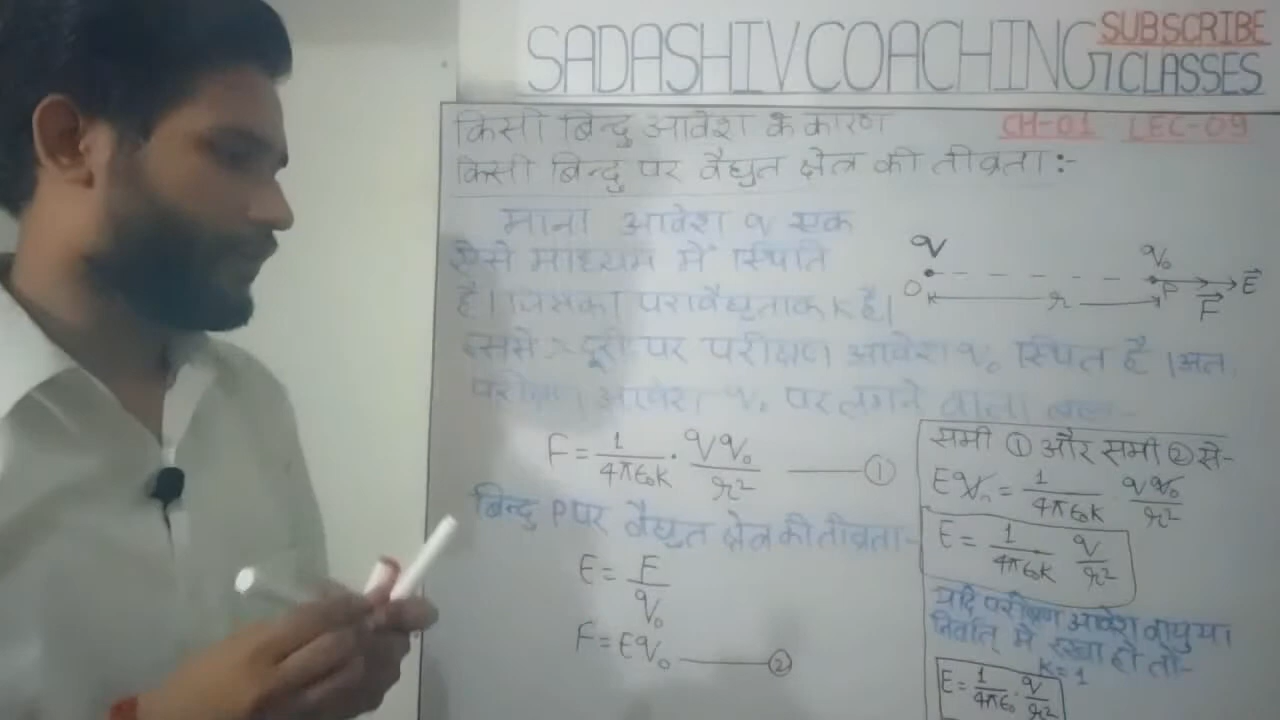 SADASHIV COACHING CLASSES
SUBSCRIBE
CH-01 LEC-09
किसी बिन्दु आवेश के कारण
किसी बिन्दु पर वैद्युत क्षेत्र की तीव्रता:-
माना आवेश q एक
ऐसे माध्यम में स्थिति
है। जिसका परावैद्युतांक K है।
इससे r दूरी पर परीक्षण आवेश q₀ स्थित है। अत
परीक्षण आवेश q₀ पर लगने वाला बल-
q q₀
O P E⃗
r F⃗
F = 1/4πε₀K · qq₀/r² ——— ①
बिन्दु P पर वैद्युत क्षेत्र की तीव्रता-
E = F/q₀
F = Eq₀ ——— ②
समी ① और समी ② से-
Eq₀ = 1/4πε₀K qq₀/r²
E = 1/4πε₀K q/r²
यदि परीक्षण आवेश वायु या
निर्वात् में रखा हो तो-
K = 1
E = 1/4πε₀ · q/r²